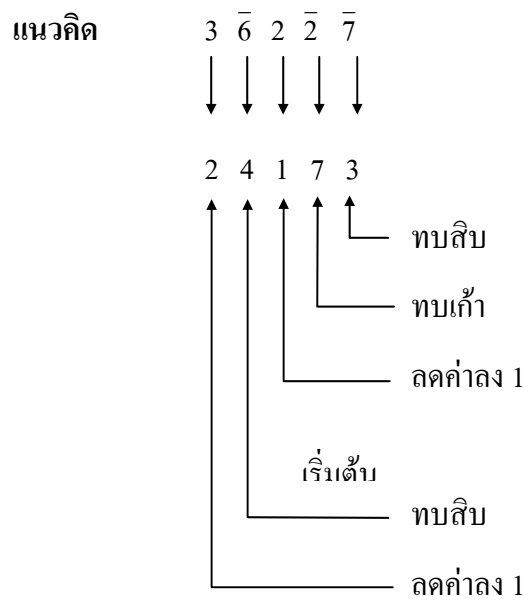 แนวคิด 3 6̅ 2 2̅ 7̅
2 4 1 7 3
ทบสิบ
ทบเก้า
ลดค่าลง 1
เริ่มต้น
ทบสิบ
ลดค่าลง 1